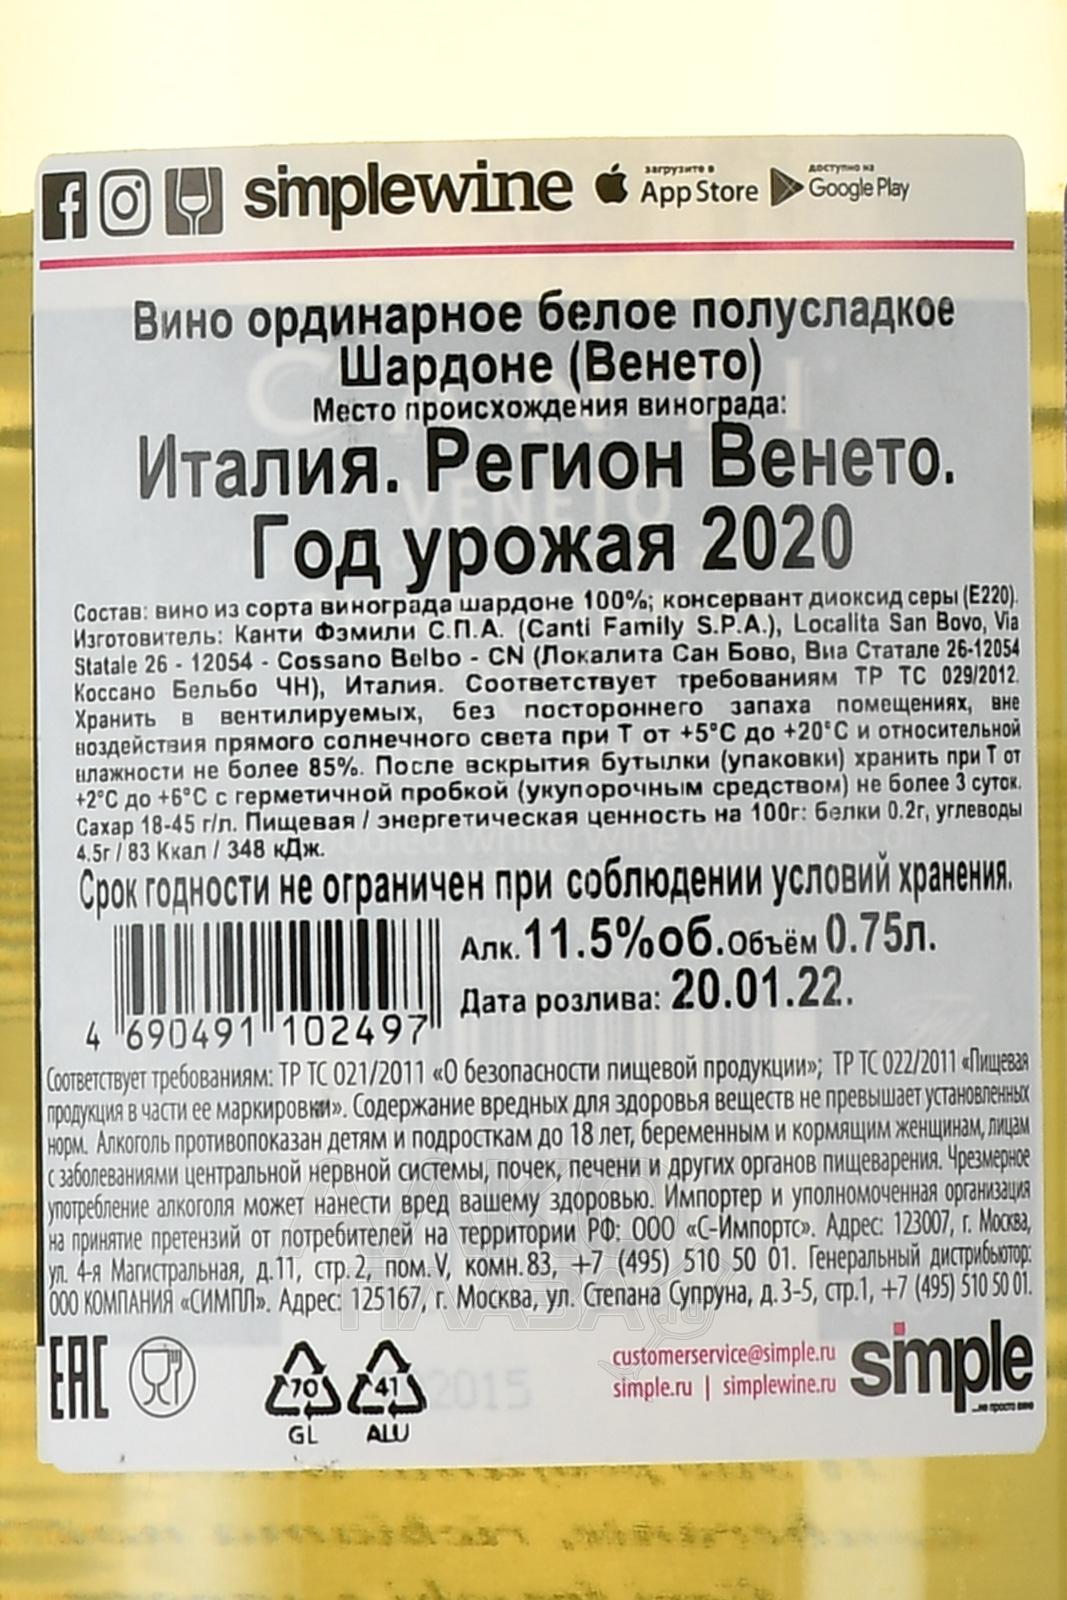 simplewine загрузите в App Store доступно на Google Play
Вино ординарное белое полусладкое
Шардоне (Венето)
Место происхождения винограда:
Италия. Регион Венето.
Год урожая 2020
Состав: вино из сорта винограда шардоне 100%; консервант диоксид серы (Е220).
Изготовитель: Канти Фэмили С.П.А. (Canti Family S.P.A.), Localita San Bovo, Via
Statale 26 - 12054 - Cossano Belbo - CN (Локалита Сан Бово, Виа Статале 26-12054
Коссано Бельбо ЧН), Италия. Соответствует требованиям ТР ТС 029/2012.
Хранить в вентилируемых, без постороннего запаха помещениях, вне
воздействия прямого солнечного света при Т от +5°С до +20°С и относительной
влажности не более 85%. После вскрытия бутылки (упаковки) хранить при Т от
+2°С до +6°С с герметичной пробкой (укупорочным средством) не более 3 суток.
Сахар 18-45 г/л. Пищевая / энергетическая ценность на 100г: белки 0.2г, углеводы
4.5г / 83 Ккал / 348 кДж.
Срок годности не ограничен при соблюдении условий хранения.
Алк. 11.5%об. Объём 0.75л.
Дата розлива: 20.01.22.
4 690491 102497
Соответствует требованиям: ТР ТС 021/2011 «О безопасности пищевой продукции»; ТР ТС 022/2011 «Пищевая
продукция в части ее маркировки». Содержание вредных для здоровья веществ не превышает установленных
норм. Алкоголь противопоказан детям и подросткам до 18 лет, беременным и кормящим женщинам, лицам
с заболеваниями центральной нервной системы, почек, печени и других органов пищеварения. Чрезмерное
употребление алкоголя может нанести вред вашему здоровью. Импортер и уполномоченная организация
на принятие претензий от потребителей на территории РФ: ООО «С-Импортс». Адрес: 123007, г. Москва,
ул. 4-я Магистральная, д.11, стр. 2, пом. V, комн. 83, +7 (495) 510 50 01. Генеральный дистрибьютор:
ООО КОМПАНИЯ «СИМПЛ». Адрес: 125167, г. Москва, ул. Степана Супруна, д. 3-5, стр.1, +7 (495) 510 50 01.
EAC
70
GL
41
ALU
customerservice@simple.ru
simple.ru | simplewine.ru
simple
...не просто вино
CANTI
VENETO
2015
АЛКОПЛАЗА.ru